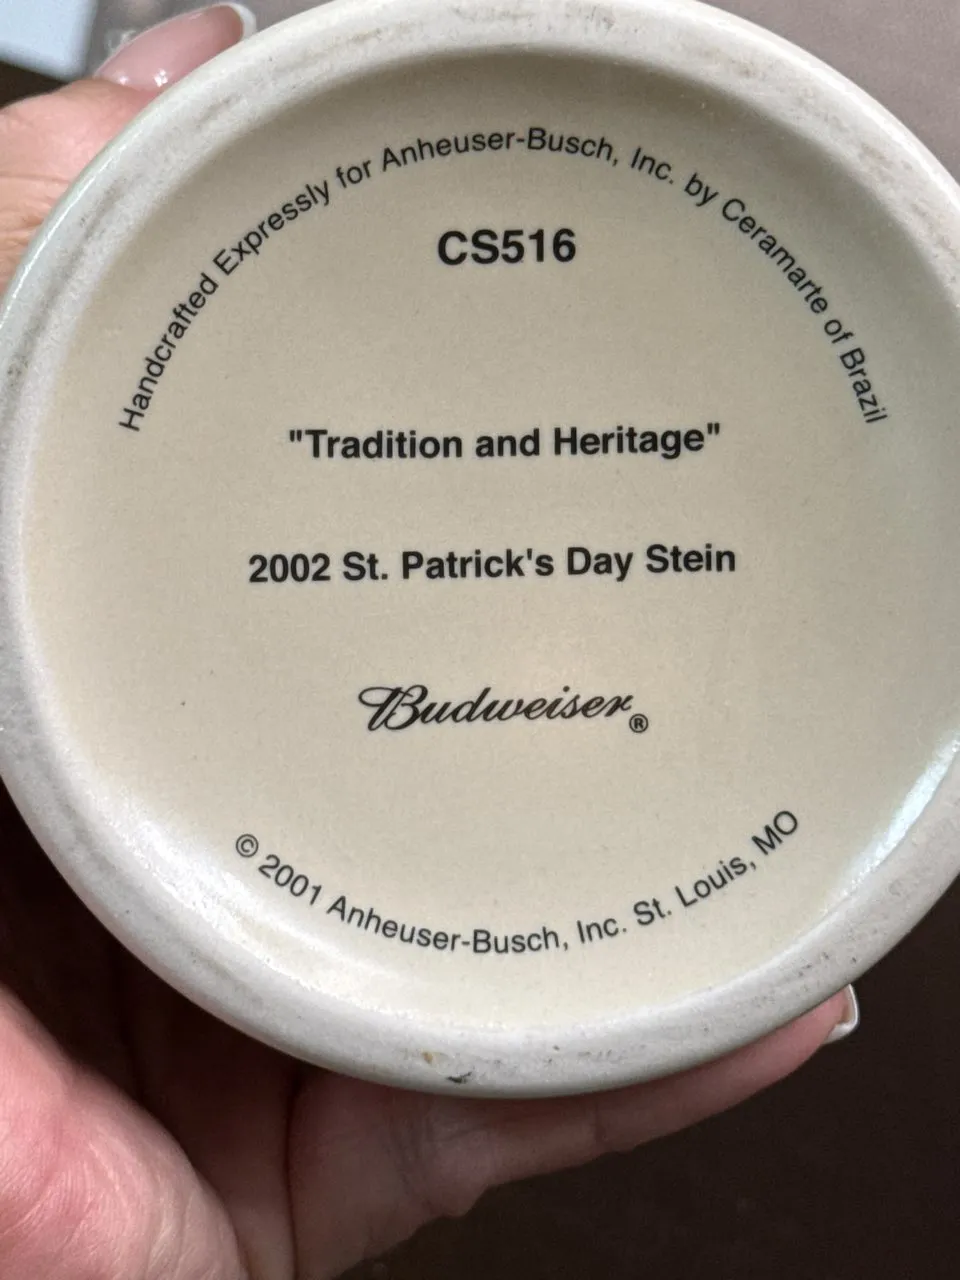 Handcrafted Expressly for Anheuser-Busch, Inc. by Ceramarte of Brazil
CS516
"Tradition and Heritage"
2002 St. Patrick's Day Stein
Budweiser®
© 2001 Anheuser-Busch, Inc. St. Louis, MO